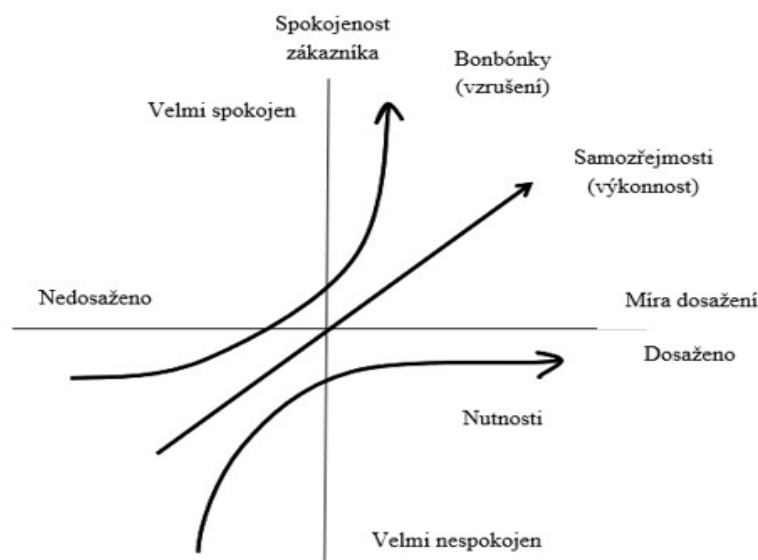 Spokojenost
zákazníka
Bonbónky
(vzrušení)
Velmi spokojen
Samozřejmosti
(výkonnost)
Nedosaženo
Míra dosažení
Dosaženo
Nutnosti
Velmi nespokojen